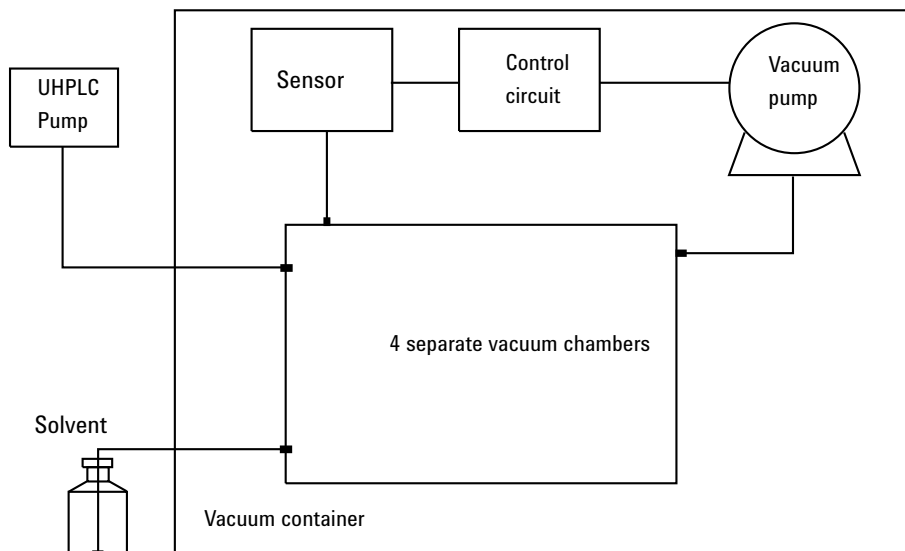 UHPLC
Pump
Sensor
Control
circuit
Vacuum
pump
4 separate vacuum chambers
Solvent
Vacuum container